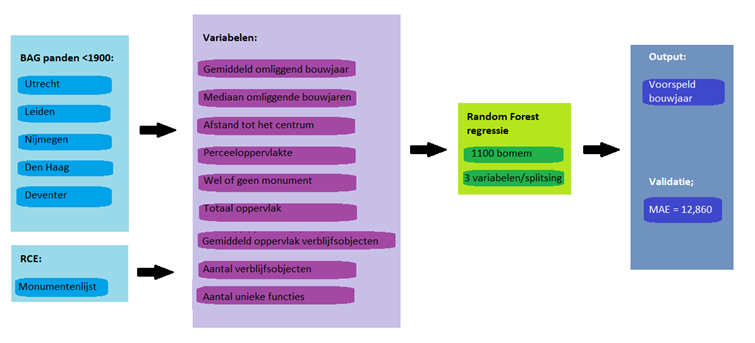 BAG panden <1900:
Utrecht
Leiden
Nijmegen
Den Haag
Deventer
RCE:
Monumentenlijst
Variabelen:
Gemiddeld omliggend bouwjaar
Mediaan omliggende bouwjaren
Afstand tot het centrum
Perceeloppervlakte
Wel of geen monument
Totaal oppervlak
Gemiddeld oppervlak verblijfsobjecten
Aantal verblijfsobjecten
Aantal unieke functies
Random Forest
regressie
1100 bomem
3 variabelen/splitsing
Output:
Voorspeld
bouwjaar
Validatie;
MAE = 12,860